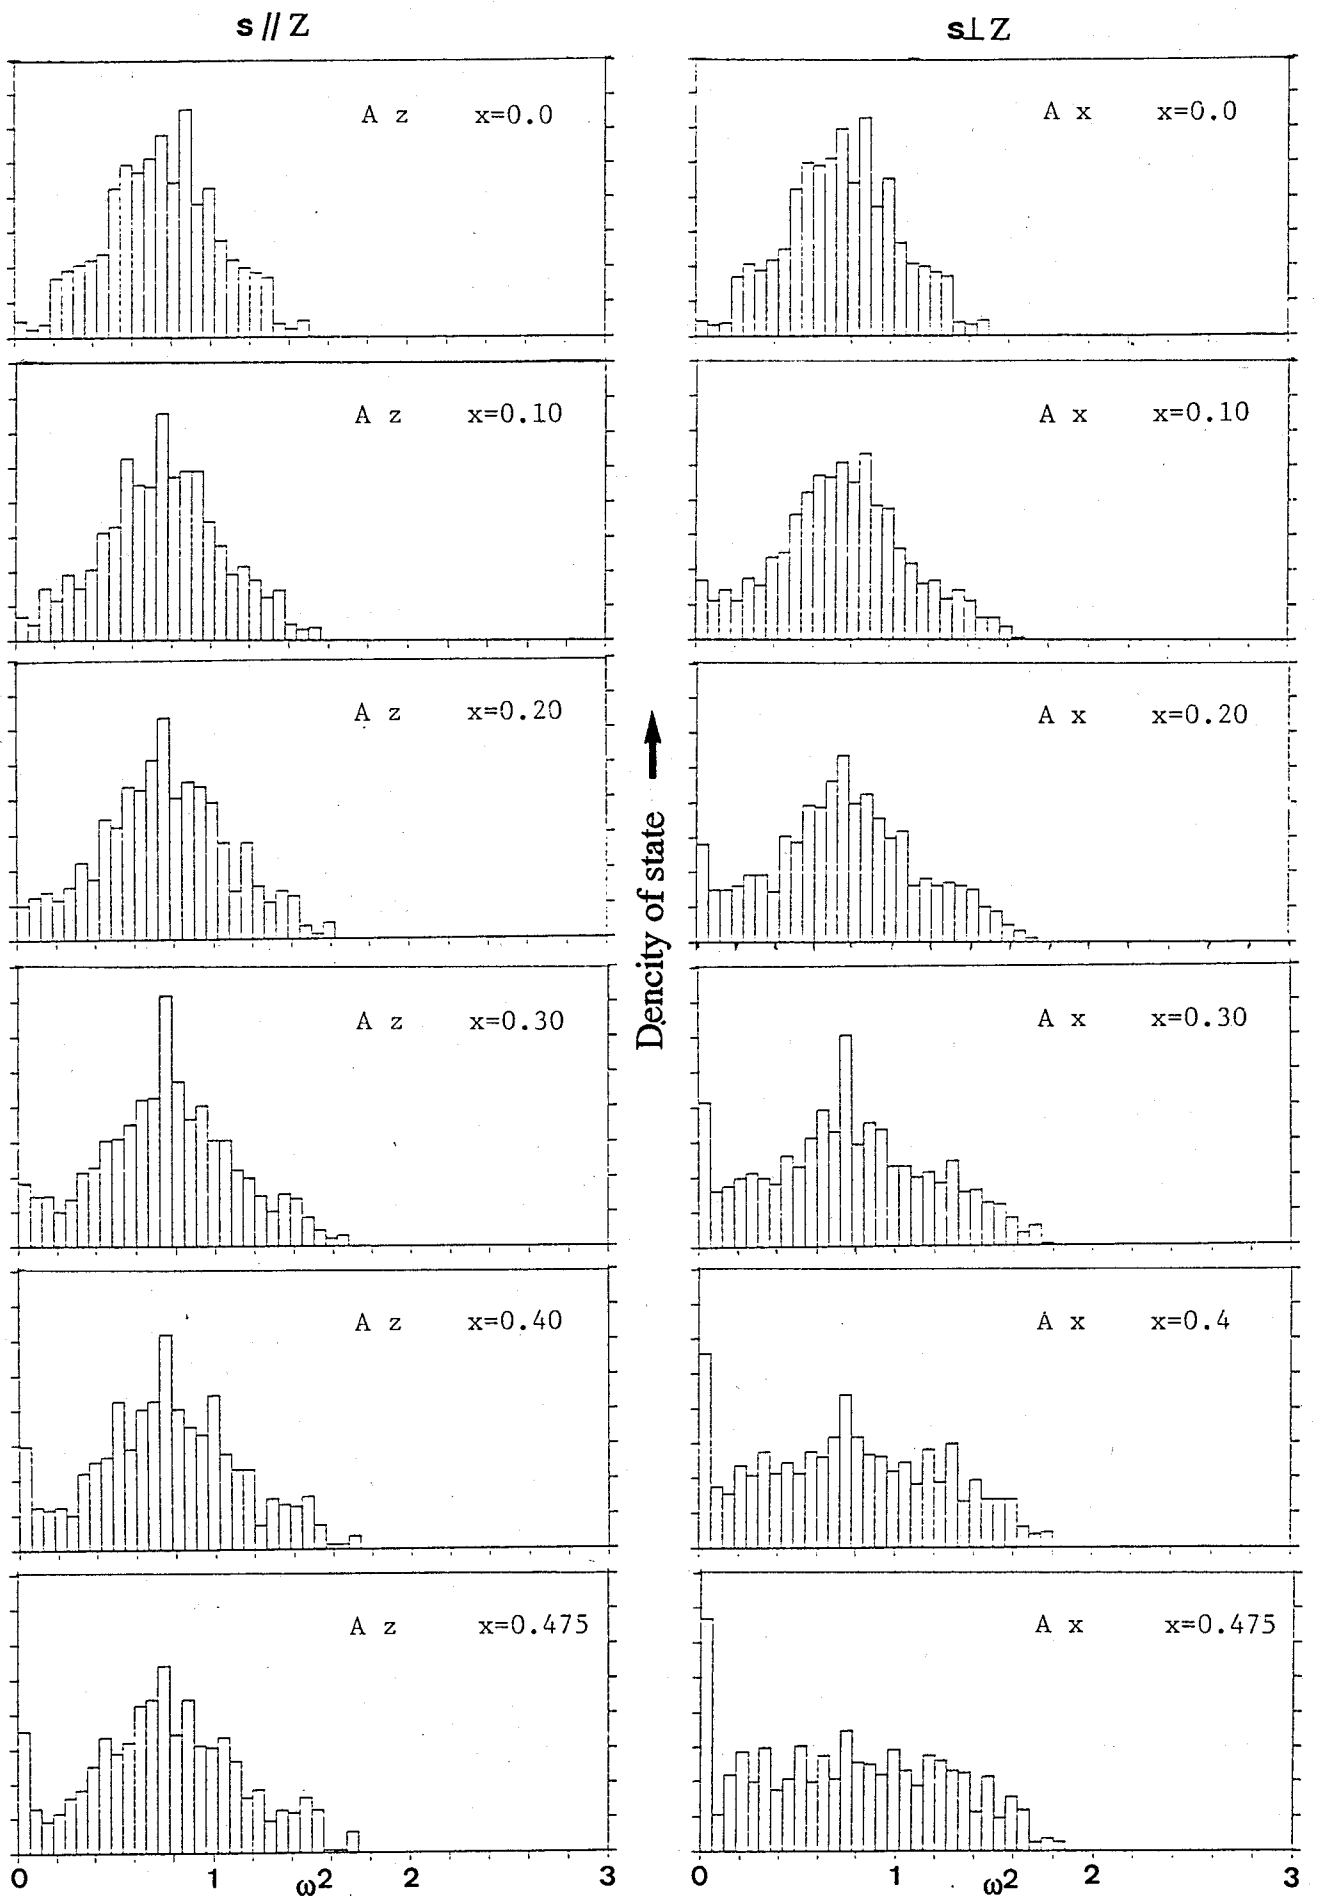 s // Z
s⊥Z
A z x=0.0
A x x=0.0
A z x=0.10
A x x=0.10
A z x=0.20
A x x=0.20
A z x=0.30
A x x=0.30
A z x=0.40
A x x=0.4
A z x=0.475
A x x=0.475
Dencity of state
0 1 ω2 2 3
0 1 ω2 2 3